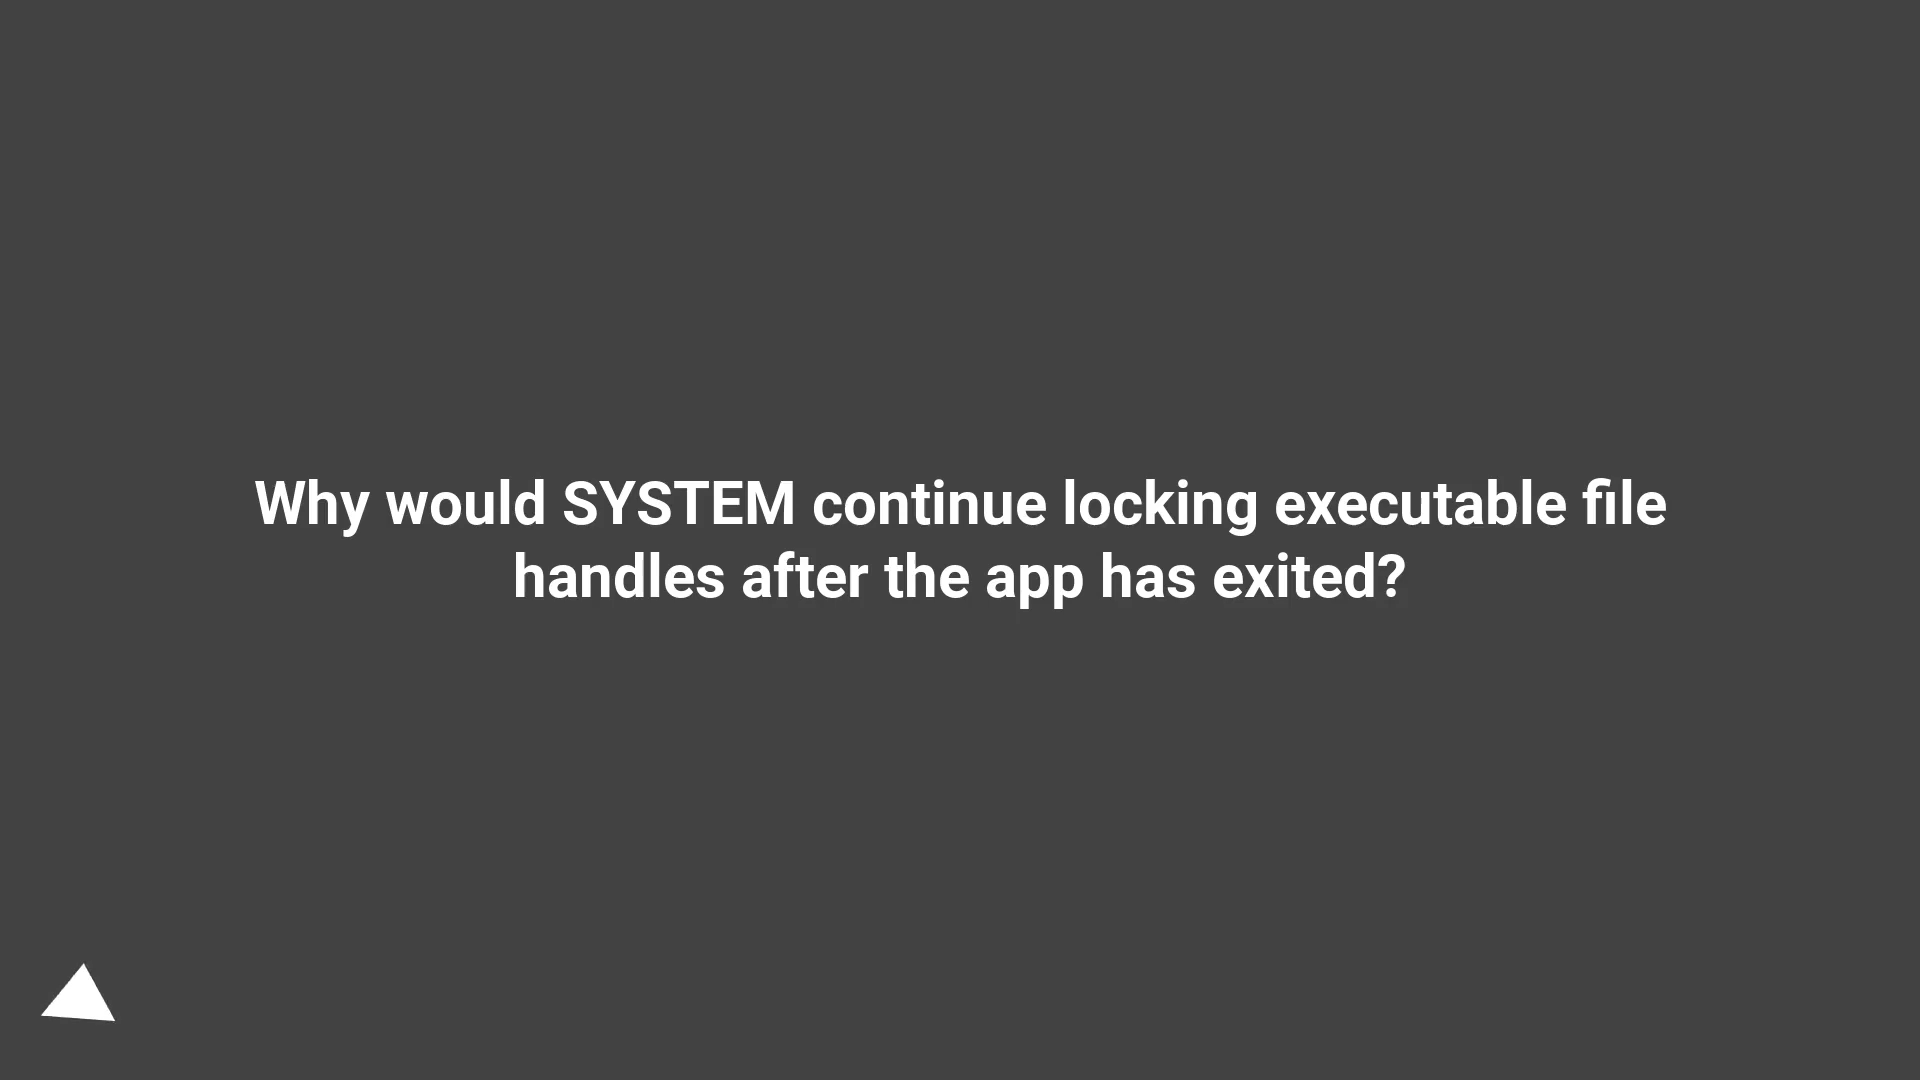 Why would SYSTEM continue locking executable file
handles after the app has exited?